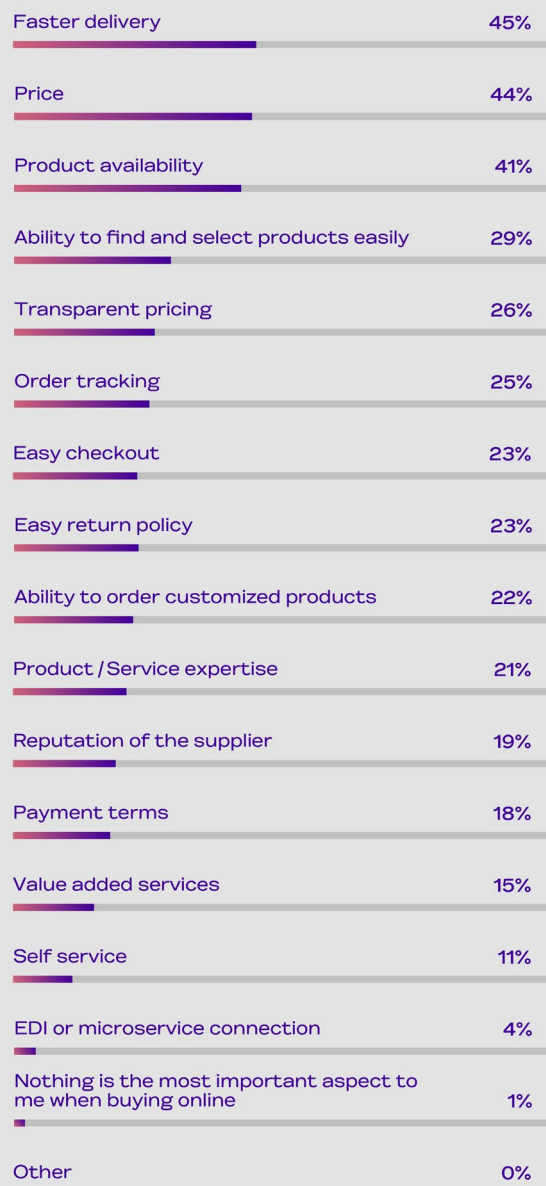 Faster delivery 45%
Price 44%
Product availability 41%
Ability to find and select products easily 29%
Transparent pricing 26%
Order tracking 25%
Easy checkout 23%
Easy return policy 23%
Ability to order customized products 22%
Product / Service expertise 21%
Reputation of the supplier 19%
Payment terms 18%
Value added services 15%
Self service 11%
EDI or microservice connection 4%
Nothing is the most important aspect to
me when buying online 1%
Other 0%